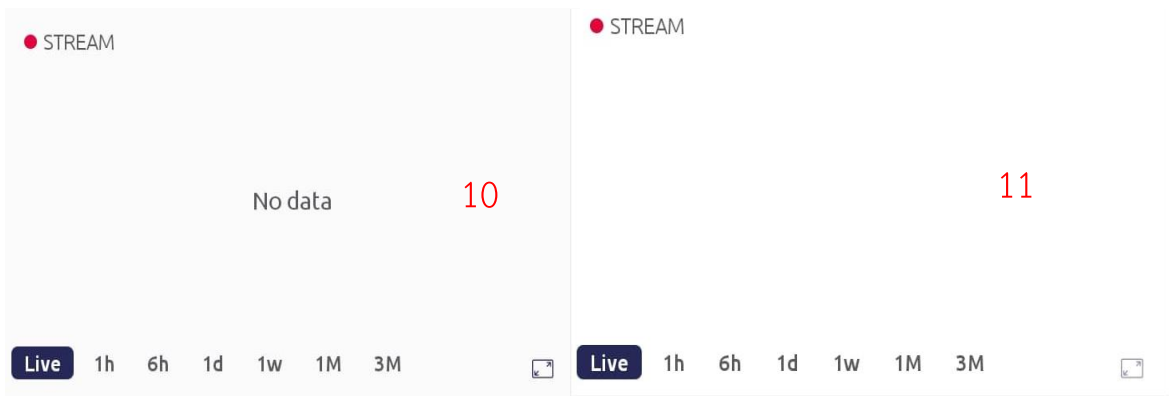 STREAM
No data
10
Live 1h 6h 1d 1w 1M 3M
STREAM
11
Live 1h 6h 1d 1w 1M 3M